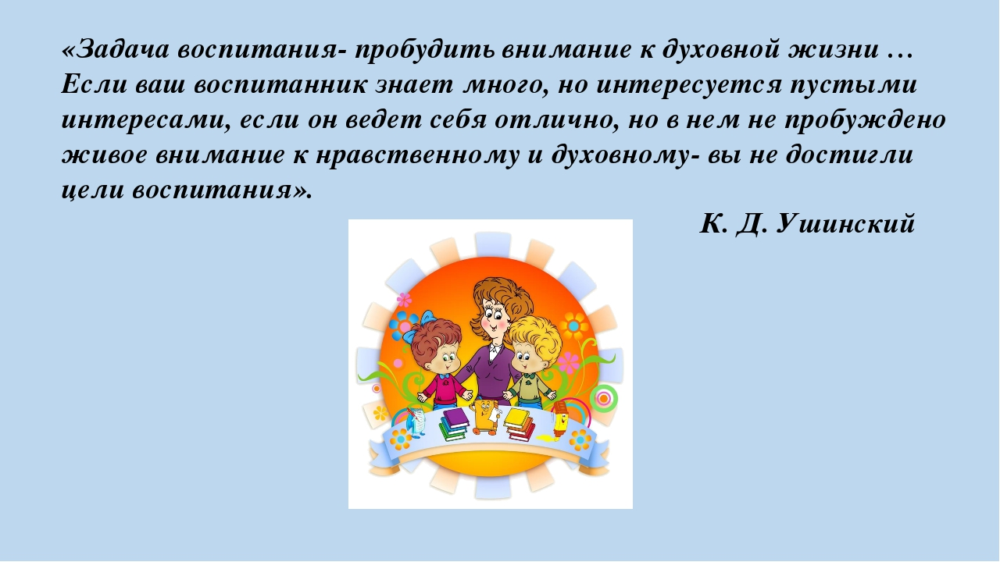 «Задача воспитания- пробудить внимание к духовной жизни …
Если ваш воспитанник знает много, но интересуется пустыми
интересами, если он ведет себя отлично, но в нем не пробуждено
живое внимание к нравственному и духовному- вы не достигли
цели воспитания».
К. Д. Ушинский